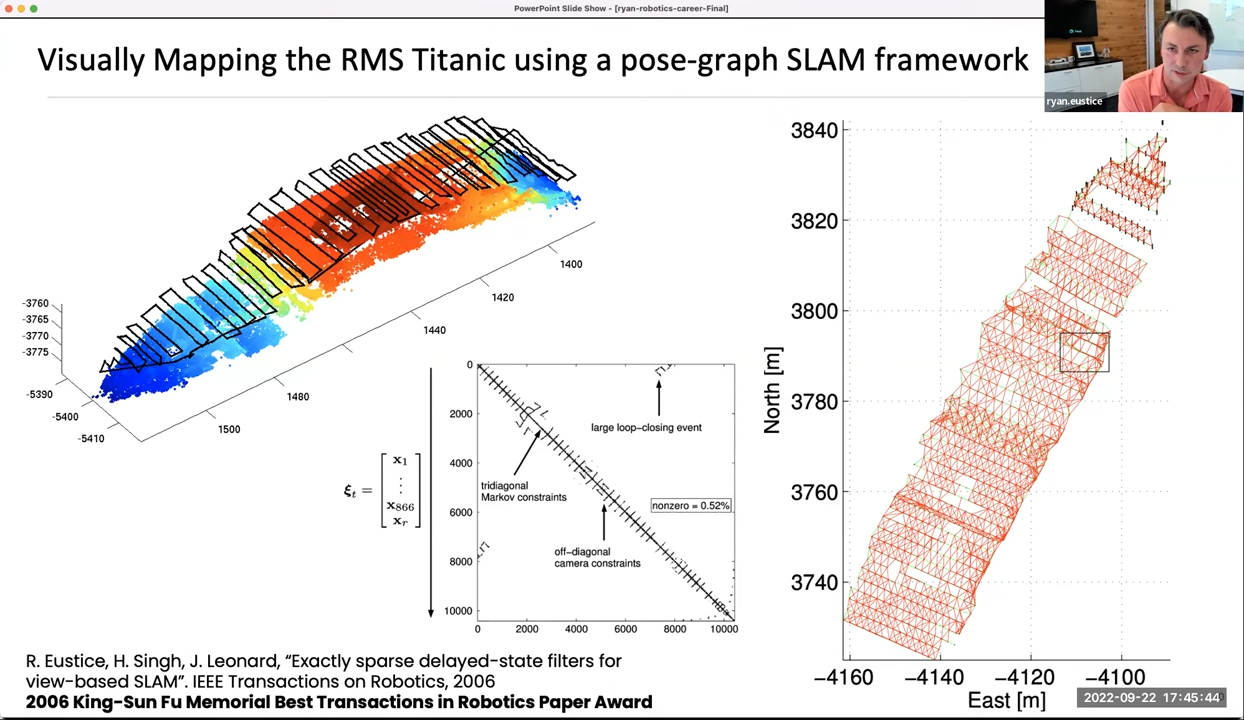 PowerPoint Slide Show - [ryan-robotics-career-Final]
Visually Mapping the RMS Titanic using a pose-graph SLAM framework
ryan.eustice
-3760
-3765
-3770
-3775
-5390
-5400
-5410
1500
1480
1440
1420
1400
ξt = [x1 ⋮ x866 xr]
0
2000
4000
6000
8000
10000
large loop-closing event
tridiagonal
Markov constraints
nonzero = 0.52%
off-diagonal
camera constraints
0 2000 4000 6000 8000 10000
3840
3820
3800
3780
3760
3740
North [m]
−4160 −4140 −4120 −4100
East [m]
R. Eustice, H. Singh, J. Leonard, “Exactly sparse delayed-state filters for
view-based SLAM”. IEEE Transactions on Robotics, 2006
2006 King-Sun Fu Memorial Best Transactions in Robotics Paper Award
2022-09-22 17:45:44